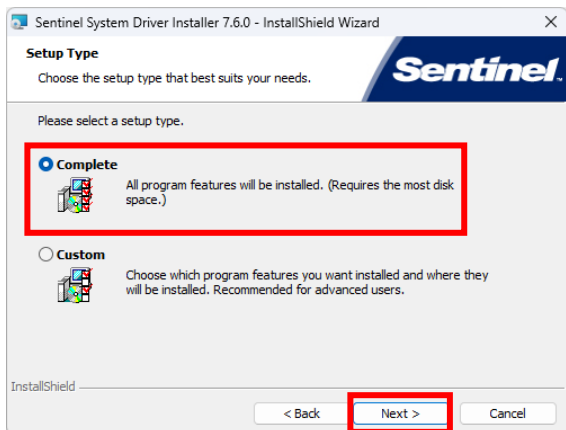 Sentinel System Driver Installer 7.6.0 - InstallShield Wizard
Setup Type
Choose the setup type that best suits your needs.
Sentinel.
Please select a setup type.
Complete
All program features will be installed. (Requires the most disk
space.)
Custom
Choose which program features you want installed and where they
will be installed. Recommended for advanced users.
InstallShield
< Back
Next >
Cancel